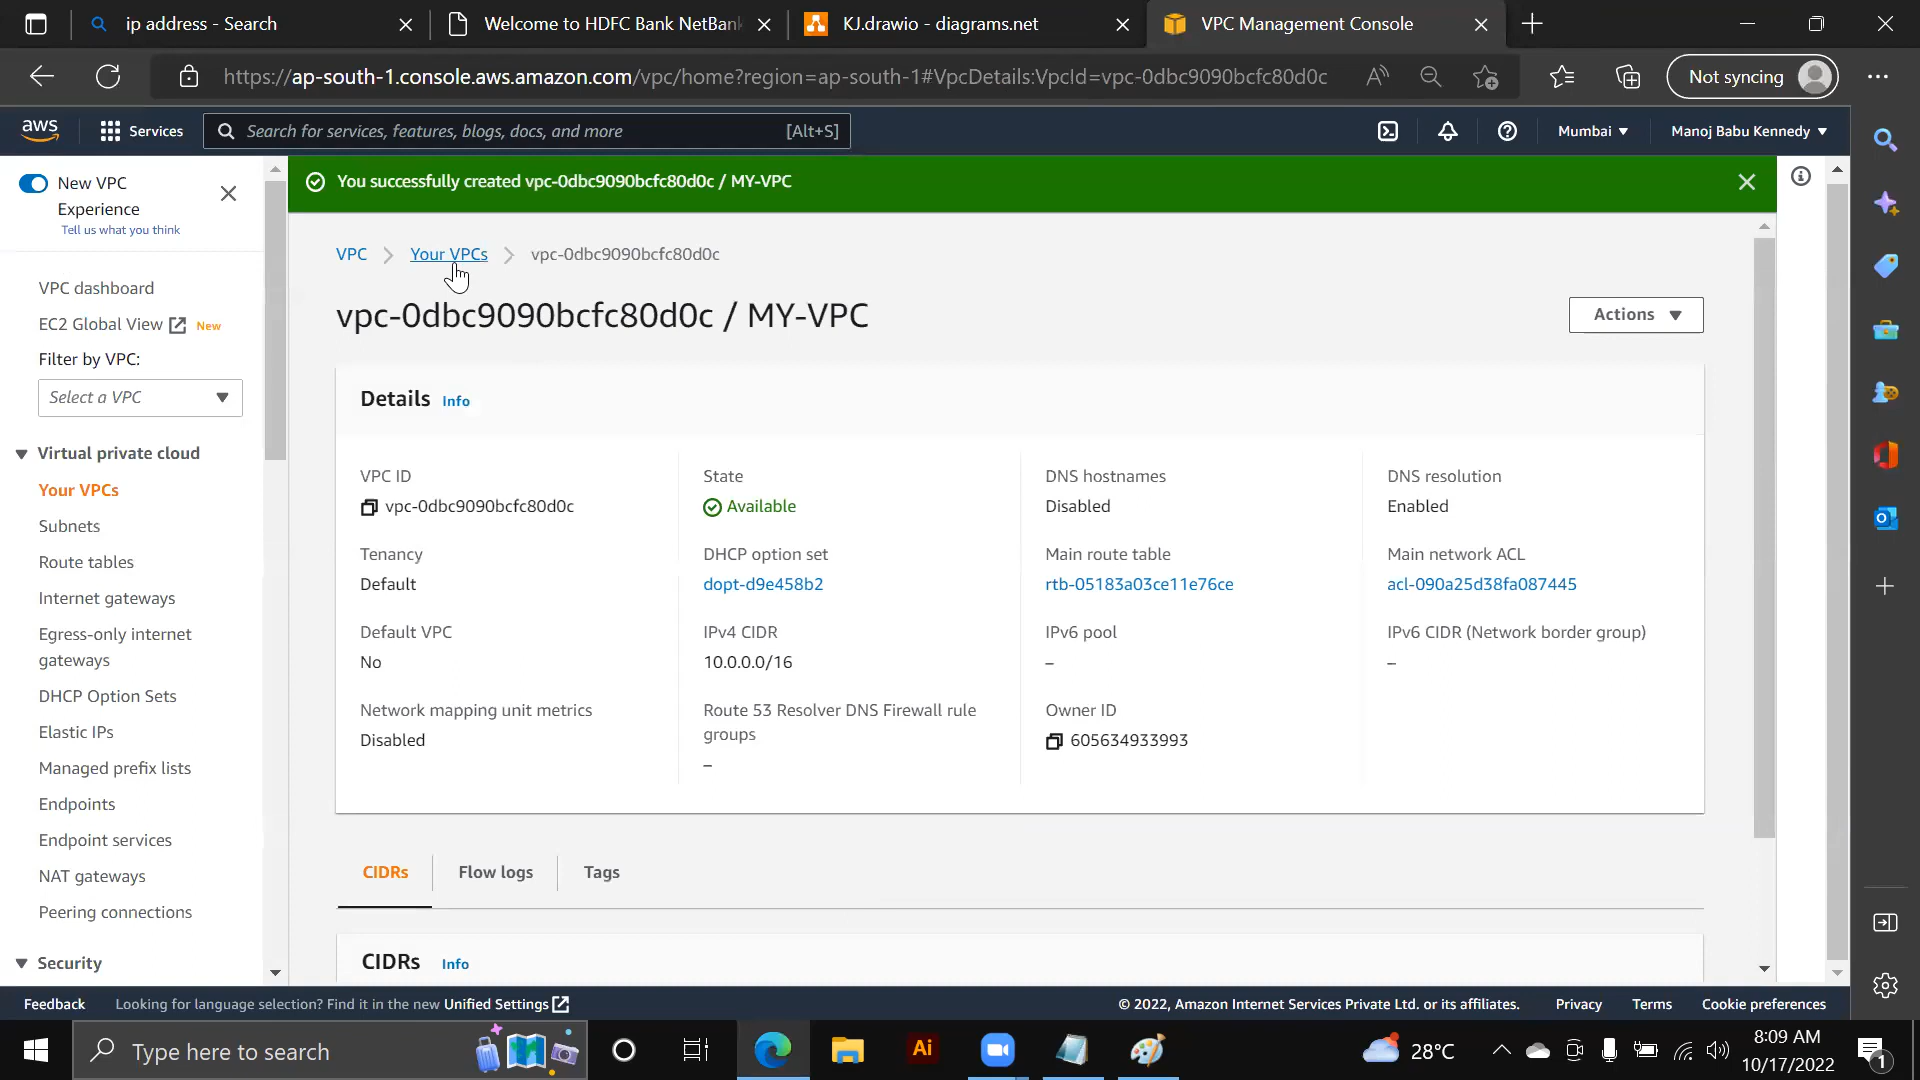 ip address - Search
Welcome to HDFC Bank NetBank
KJ.drawio - diagrams.net
VPC Management Console
https://ap-south-1.console.aws.amazon.com/vpc/home?region=ap-south-1#VpcDetails:VpcId=vpc-0dbc9090bcfc80d0c
A
Not syncing
aws
Services
Search for services, features, blogs, docs, and more
[Alt+S]
Mumbai
Manoj Babu Kennedy
New VPC
Experience
Tell us what you think
You successfully created vpc-0dbc9090bcfc80d0c / MY-VPC
VPC
Your VPCs
vpc-0dbc9090bcfc80d0c
vpc-0dbc9090bcfc80d0c / MY-VPC
Actions
VPC dashboard
EC2 Global View
New
Filter by VPC:
Select a VPC
Virtual private cloud
Your VPCs
Subnets
Route tables
Internet gateways
Egress-only internet
gateways
DHCP Option Sets
Elastic IPs
Managed prefix lists
Endpoints
Endpoint services
NAT gateways
Peering connections
Security
Details
Info
VPC ID
vpc-0dbc9090bcfc80d0c
State
Available
DNS hostnames
Disabled
DNS resolution
Enabled
Tenancy
Default
DHCP option set
dopt-d9e458b2
Main route table
rtb-05183a03ce11e76ce
Main network ACL
acl-090a25d38fa087445
Default VPC
No
IPv4 CIDR
10.0.0.0/16
IPv6 pool
–
IPv6 CIDR (Network border group)
–
Network mapping unit metrics
Disabled
Route 53 Resolver DNS Firewall rule
groups
–
Owner ID
605634933993
CIDRs
Flow logs
Tags
CIDRs
Info
Feedback
Looking for language selection? Find it in the new Unified Settings
© 2022, Amazon Internet Services Private Ltd. or its affiliates.
Privacy
Terms
Cookie preferences
Type here to search
Ai
28°C
8:09 AM
10/17/2022
1